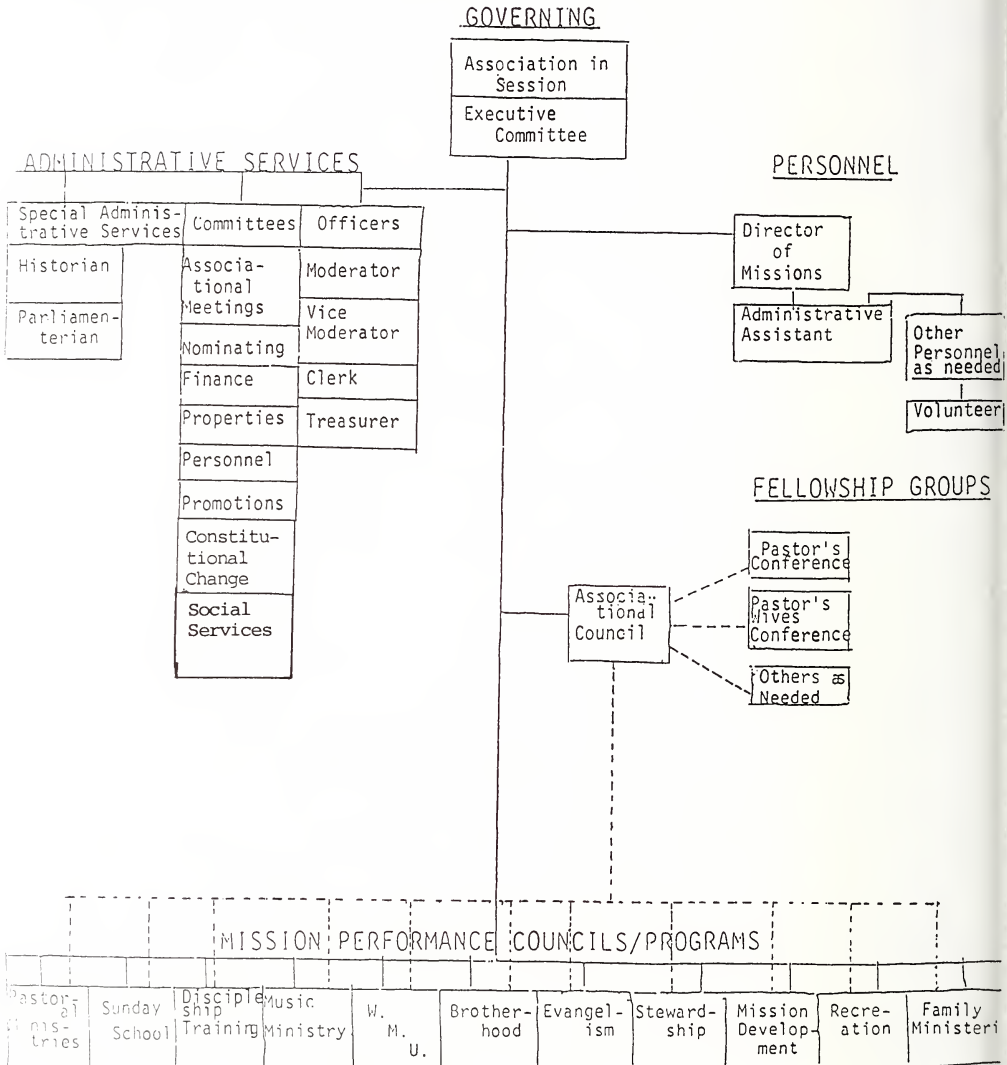 GOVERNING
Association in
Session
Executive
Committee
ADMINISTRATIVE SERVICES
Special Adminis-
trative Services
Historian
Parliamen-
terian
Committees
Associa-
tional
Meetings
Nominating
Finance
Properties
Personnel
Promotions
Constitu-
tional
Change
Social
Services
Officers
Moderator
Vice
Moderator
Clerk
Treasurer
PERSONNEL
Director
of
Missions
Administrative
Assistant
Other
Personnel
as needed
Volunteer
FELLOWSHIP GROUPS
Associa-
tional
Council
Pastor's
Conference
Pastor's
Wives
Conference
Others as
Needed
MISSION PERFORMANCE COUNCILS/PROGRAMS
Pastor-
al
nis-
tries
Sunday
School
Disciple
ship
Training
Music
Ministry
W.
M.
U.
Brother-
hood
Evangel-
ism
Steward-
ship
Mission
Develop-
ment
Recre-
ation
Family
Ministeri